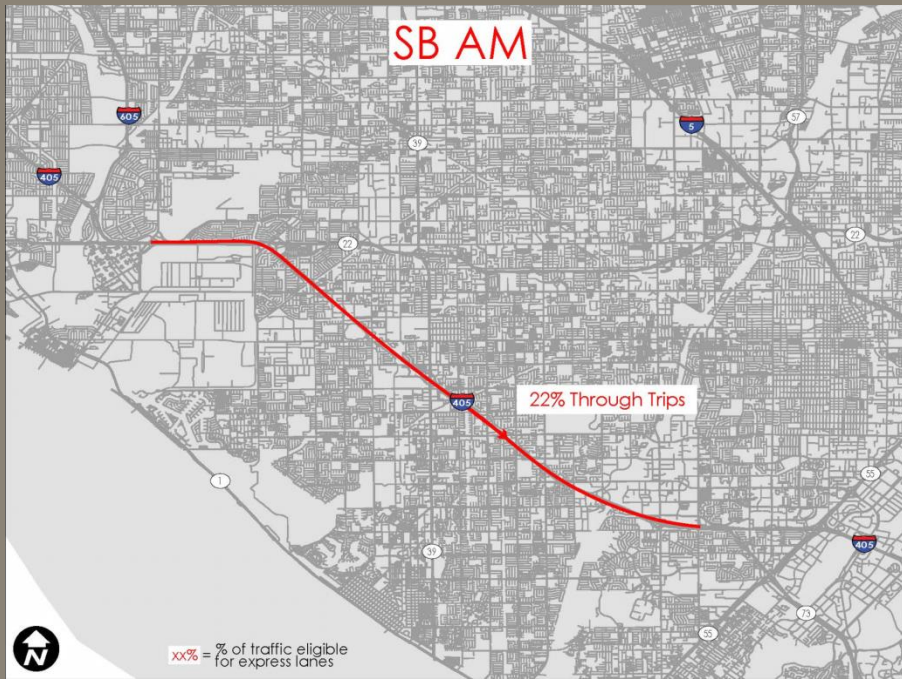 SB AM
605
5
57
39
405
22
22
405
22% Through Trips
1
55
39
405
73
55
N
xx% = % of traffic eligible
for express lanes